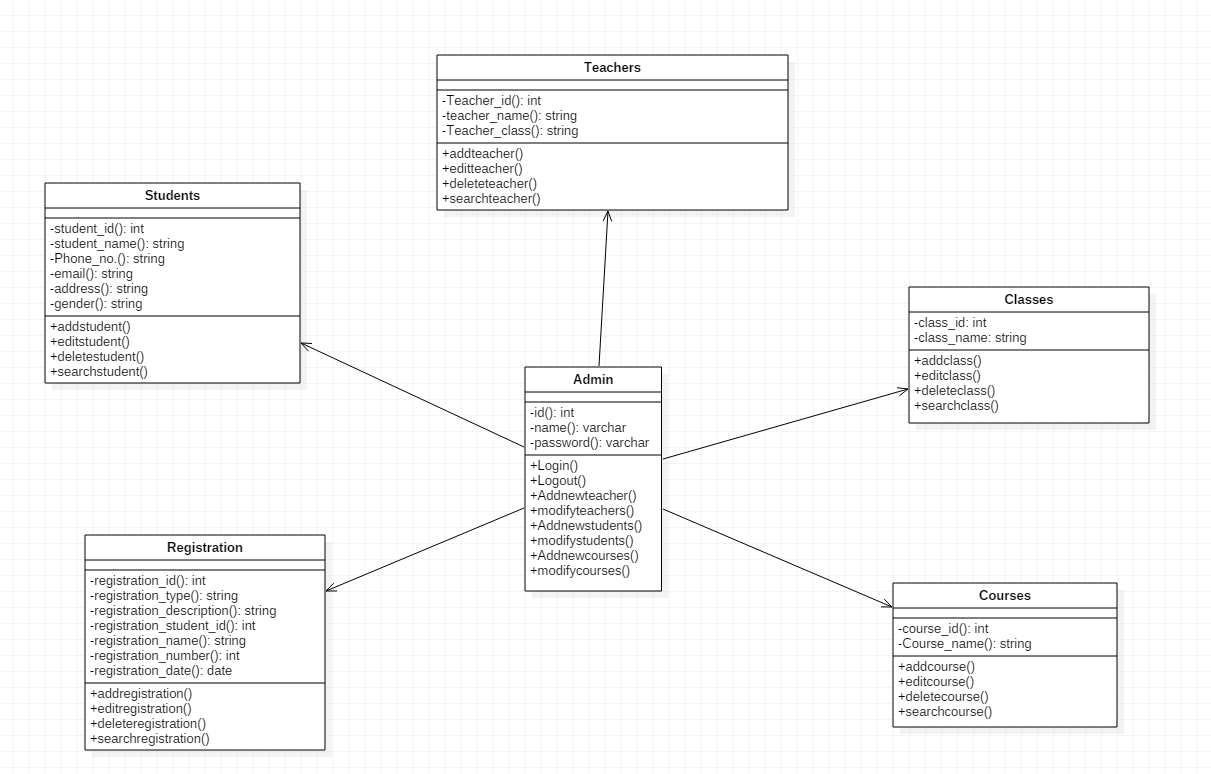 Teachers
-Teacher_id(): int
-teacher_name(): string
-Teacher_class(): string
+addteacher()
+editteacher()
+deleteteacher()
+searchteacher()
Students
-student_id(): int
-student_name(): string
-Phone_no.(): string
-email(): string
-address(): string
-gender(): string
+addstudent()
+editstudent()
+deletestudent()
+searchstudent()
Classes
-class_id: int
-class_name: string
+addclass()
+editclass()
+deleteclass()
+searchclass()
Admin
-id(): int
-name(): varchar
-password(): varchar
+Login()
+Logout()
+Addnewteacher()
+modifyteachers()
+Addnewstudents()
+modifystudents()
+Addnewcourses()
+modifycourses()
Registration
-registration_id(): int
-registration_type(): string
-registration_description(): string
-registration_student_id(): int
-registration_name(): string
-registration_number(): int
-registration_date(): date
+addregistration()
+editregistration()
+deleteregistration()
+searchregistration()
Courses
-course_id(): int
-Course_name(): string
+addcourse()
+editcourse()
+deletecourse()
+searchcourse()